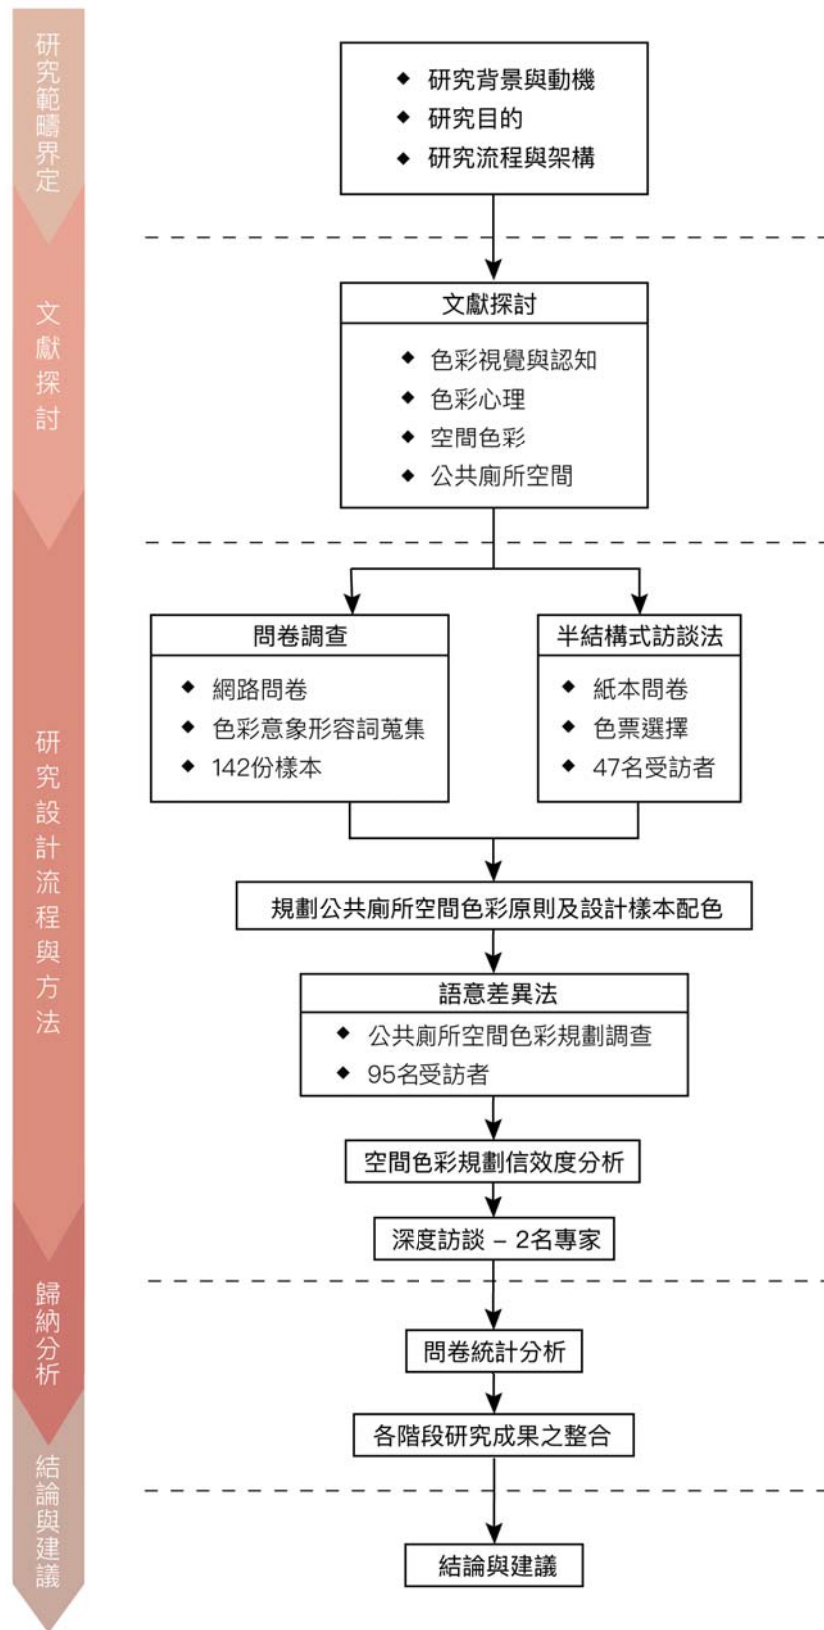 研究範疇界定
◆ 研究背景與動機
◆ 研究目的
◆ 研究流程與架構
文獻探討
文獻探討
◆ 色彩視覺與認知
◆ 色彩心理
◆ 空間色彩
◆ 公共廁所空間
研究設計流程與方法
問卷調查
◆ 網路問卷
◆ 色彩意象形容詞蒐集
◆ 142份樣本
半結構式訪談法
◆ 紙本問卷
◆ 色票選擇
◆ 47名受訪者
規劃公共廁所空間色彩原則及設計樣本配色
語意差異法
◆ 公共廁所空間色彩規劃調查
◆ 95名受訪者
空間色彩規劃信效度分析
深度訪談 – 2名專家
歸納分析
問卷統計分析
各階段研究成果之整合
結論與建議
結論與建議